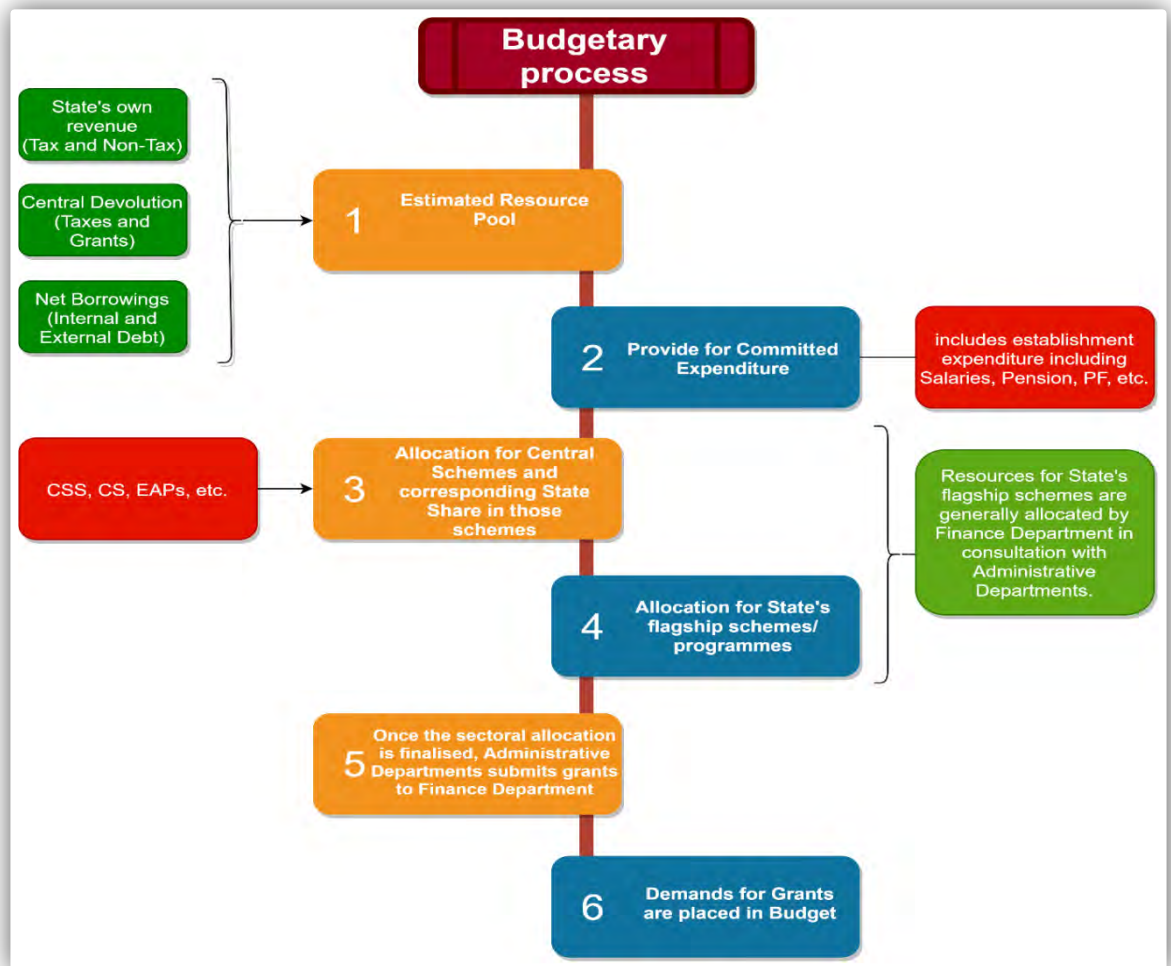 Budgetary
process
State's own
revenue
(Tax and Non-Tax)
Central Devolution
(Taxes and
Grants)
Net Borrowings
(Internal and
External Debt)
1
Estimated Resource
Pool
2
Provide for Committed
Expenditure
includes establishment
expenditure including
Salaries, Pension, PF, etc.
CSS, CS, EAPs, etc.
3
Allocation for Central
Schemes and
corresponding State
Share in those
schemes
4
Allocation for State's
flagship schemes/
programmes
Resources for State's
flagship schemes are
generally allocated by
Finance Department in
consultation with
Administrative
Departments.
5
Once the sectoral allocation
is finalised, Administrative
Departments submits grants
to Finance Department
6
Demands for Grants
are placed in Budget